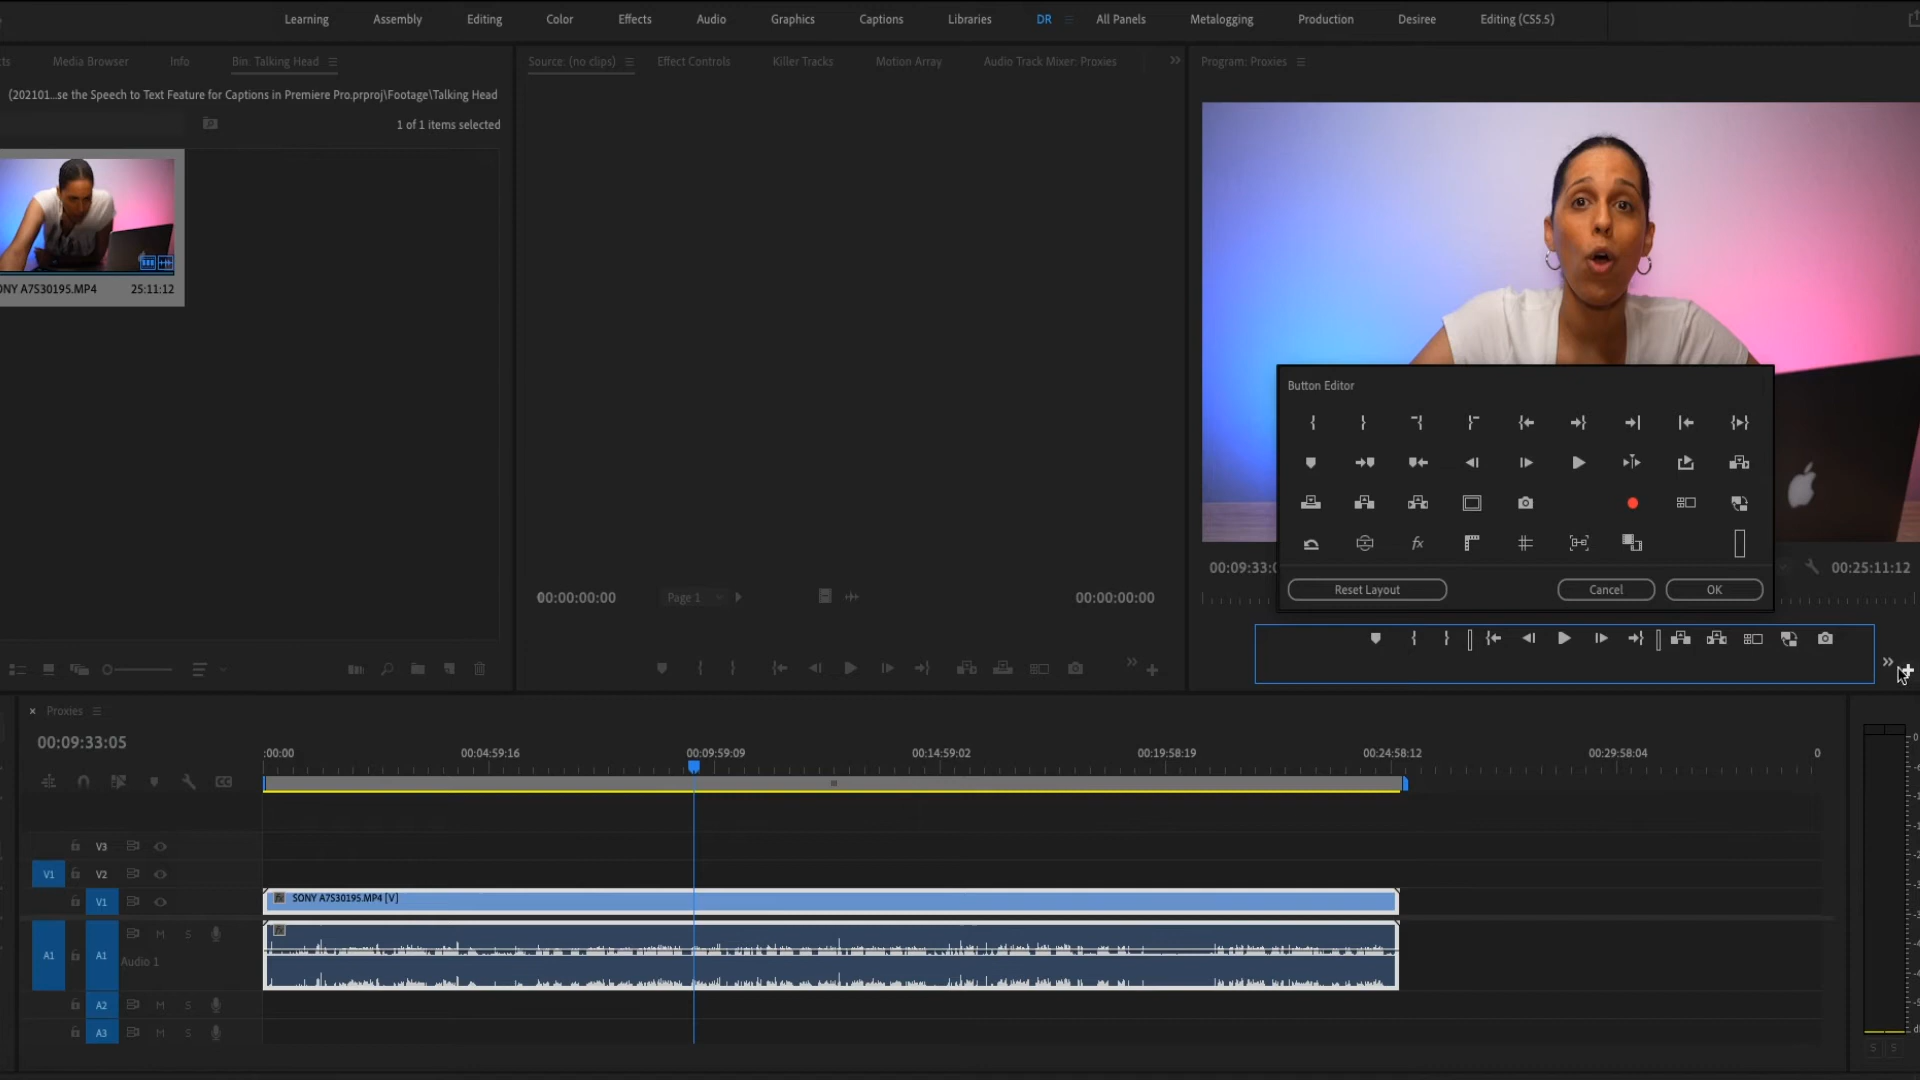 Learning Assembly Editing Color Effects Audio Graphics Captions Libraries DR All Panels Metalogging Production Desiree Editing (CS5.5)
Media Browser Info Bin: Talking Head
Source: (no clips) Effect Controls Killer Tracks Motion Array Audio Track Mixer: Proxies
Program: Proxies
(202101...se the Speech to Text Feature for Captions in Premiere Pro.prproj\Footage\Talking Head
1 of 1 items selected
ONY A7S30195.MP4 25:11:12
Button Editor
fx
Reset Layout Cancel OK
00:09:33:0
00:25:11:12
00:00:00:00 Page 1 00:00:00:00
× Proxies
00:09:33:05
:00:00 00:04:59:16 00:09:59:09 00:14:59:02 00:19:58:19 00:24:58:12 00:29:58:04 0
CC
V3
V1 V2
V1
fx SONY A7S30195.MP4 [V]
M S
fx
A1 A1 Audio 1
A2 M S
A3 M S
S S